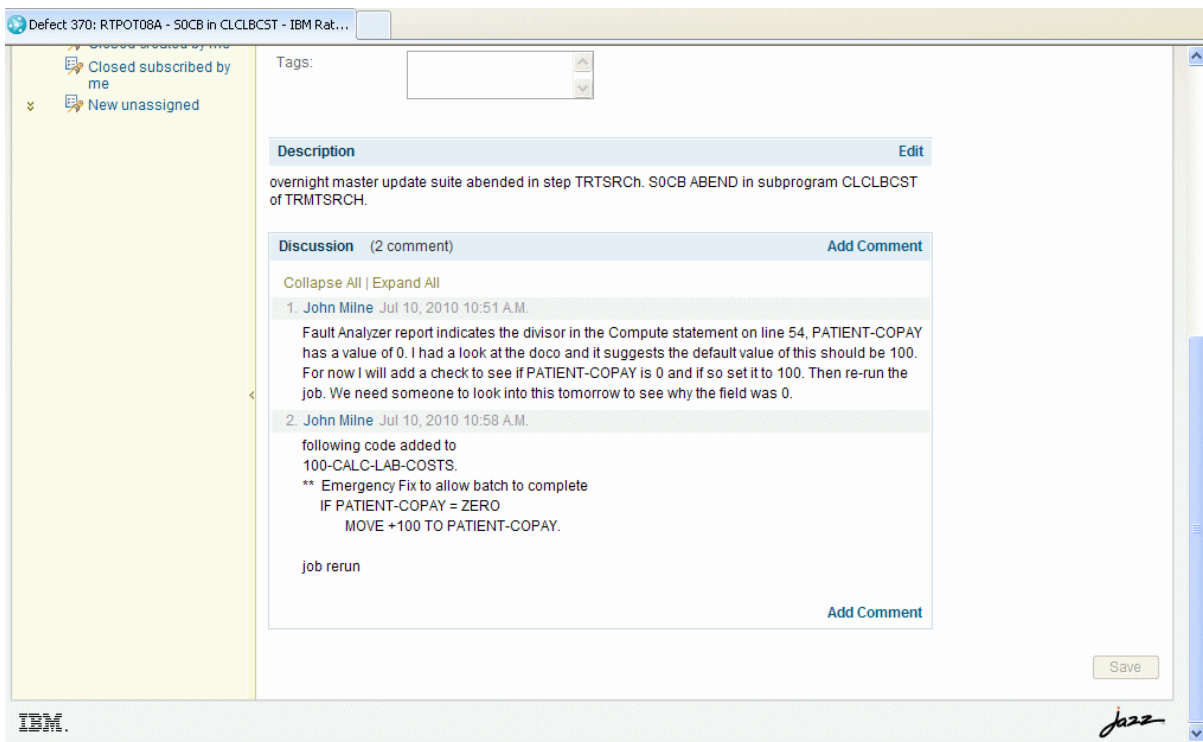 Defect 370: RTPOT08A - S0CB in CLCLBCST - IBM Rat...
Closed created by me
Closed subscribed by
me
New unassigned
Tags:
Description Edit
overnight master update suite abended in step TRTSRCh. S0CB ABEND in subprogram CLCLBCST
of TRMTSRCH.
Discussion (2 comment) Add Comment
Collapse All | Expand All
1. John Milne Jul 10, 2010 10:51 A.M.
Fault Analyzer report indicates the divisor in the Compute statement on line 54, PATIENT-COPAY
has a value of 0. I had a look at the doco and it suggests the default value of this should be 100.
For now I will add a check to see if PATIENT-COPAY is 0 and if so set it to 100. Then re-run the
job. We need someone to look into this tomorrow to see why the field was 0.
2. John Milne Jul 10, 2010 10:58 A.M.
following code added to
100-CALC-LAB-COSTS.
** Emergency Fix to allow batch to complete
IF PATIENT-COPAY = ZERO
MOVE +100 TO PATIENT-COPAY.
job rerun
Add Comment
Save
IBM.
jazz